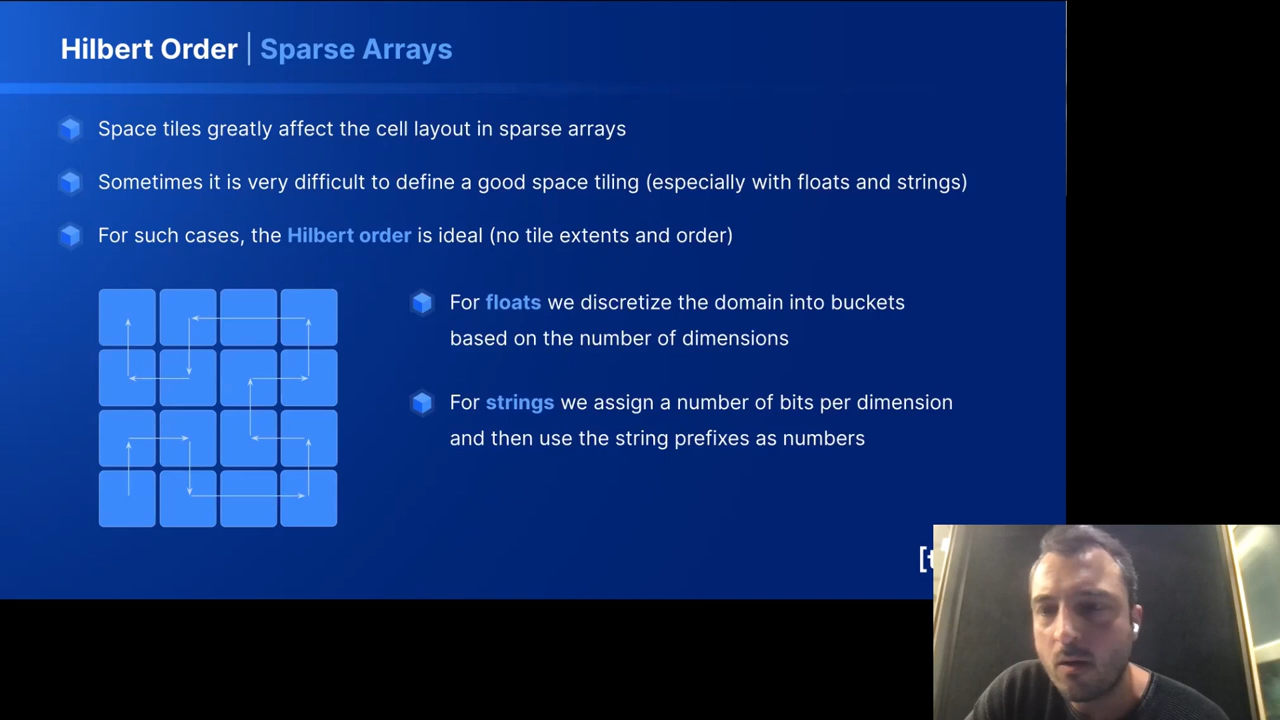 Hilbert Order | Sparse Arrays
Space tiles greatly affect the cell layout in sparse arrays
Sometimes it is very difficult to define a good space tiling (especially with floats and strings)
For such cases, the Hilbert order is ideal (no tile extents and order)
For floats we discretize the domain into buckets
based on the number of dimensions
For strings we assign a number of bits per dimension
and then use the string prefixes as numbers